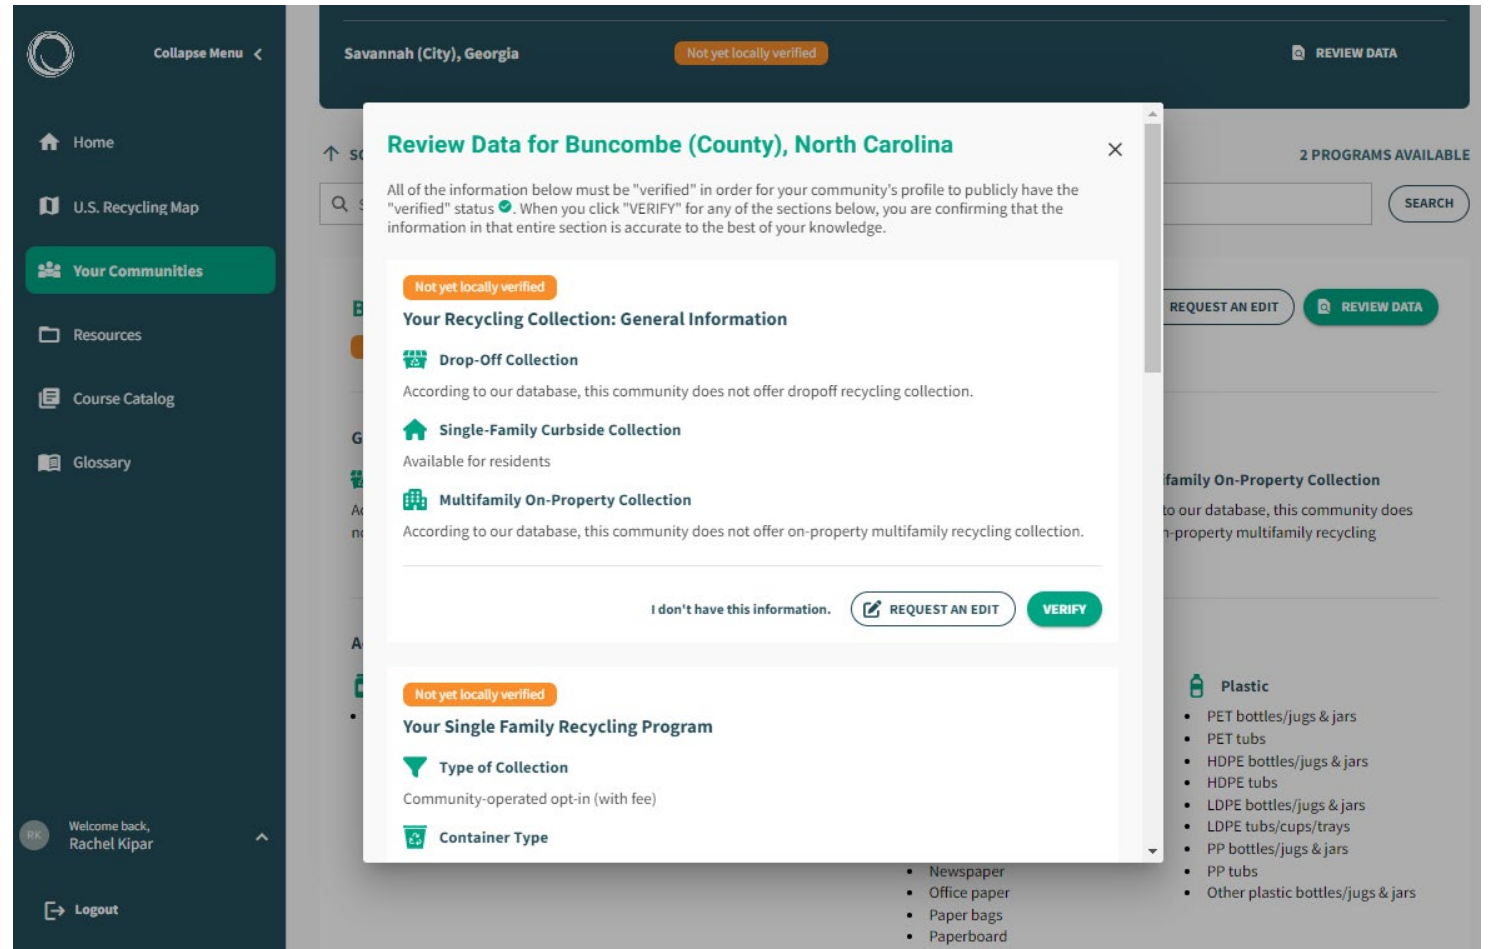 Collapse Menu
Home
U.S. Recycling Map
Your Communities
Resources
Course Catalog
Glossary
RK
Welcome back,
Rachel Kipar
Logout
Savannah (City), Georgia
Not yet locally verified
REVIEW DATA
2 PROGRAMS AVAILABLE
SEARCH
REQUEST AN EDIT
REVIEW DATA
Review Data for Buncombe (County), North Carolina
All of the information below must be "verified" in order for your community's profile to publicly have the
"verified" status . When you click "VERIFY" for any of the sections below, you are confirming that the
information in that entire section is accurate to the best of your knowledge.
Not yet locally verified
Your Recycling Collection: General Information
Drop-Off Collection
According to our database, this community does not offer dropoff recycling collection.
Single-Family Curbside Collection
Available for residents
Multifamily On-Property Collection
According to our database, this community does not offer on-property multifamily recycling collection.
I don't have this information.
REQUEST AN EDIT
VERIFY
Not yet locally verified
Your Single Family Recycling Program
Type of Collection
Community-operated opt-in (with fee)
Container Type
ifamily On-Property Collection
to our database, this community does
n-property multifamily recycling
Newspaper
Office paper
Paper bags
Paperboard
Plastic
PET bottles/jugs & jars
PET tubs
HDPE bottles/jugs & jars
HDPE tubs
LDPE bottles/jugs & jars
LDPE tubs/cups/trays
PP bottles/jugs & jars
PP tubs
Other plastic bottles/jugs & jars